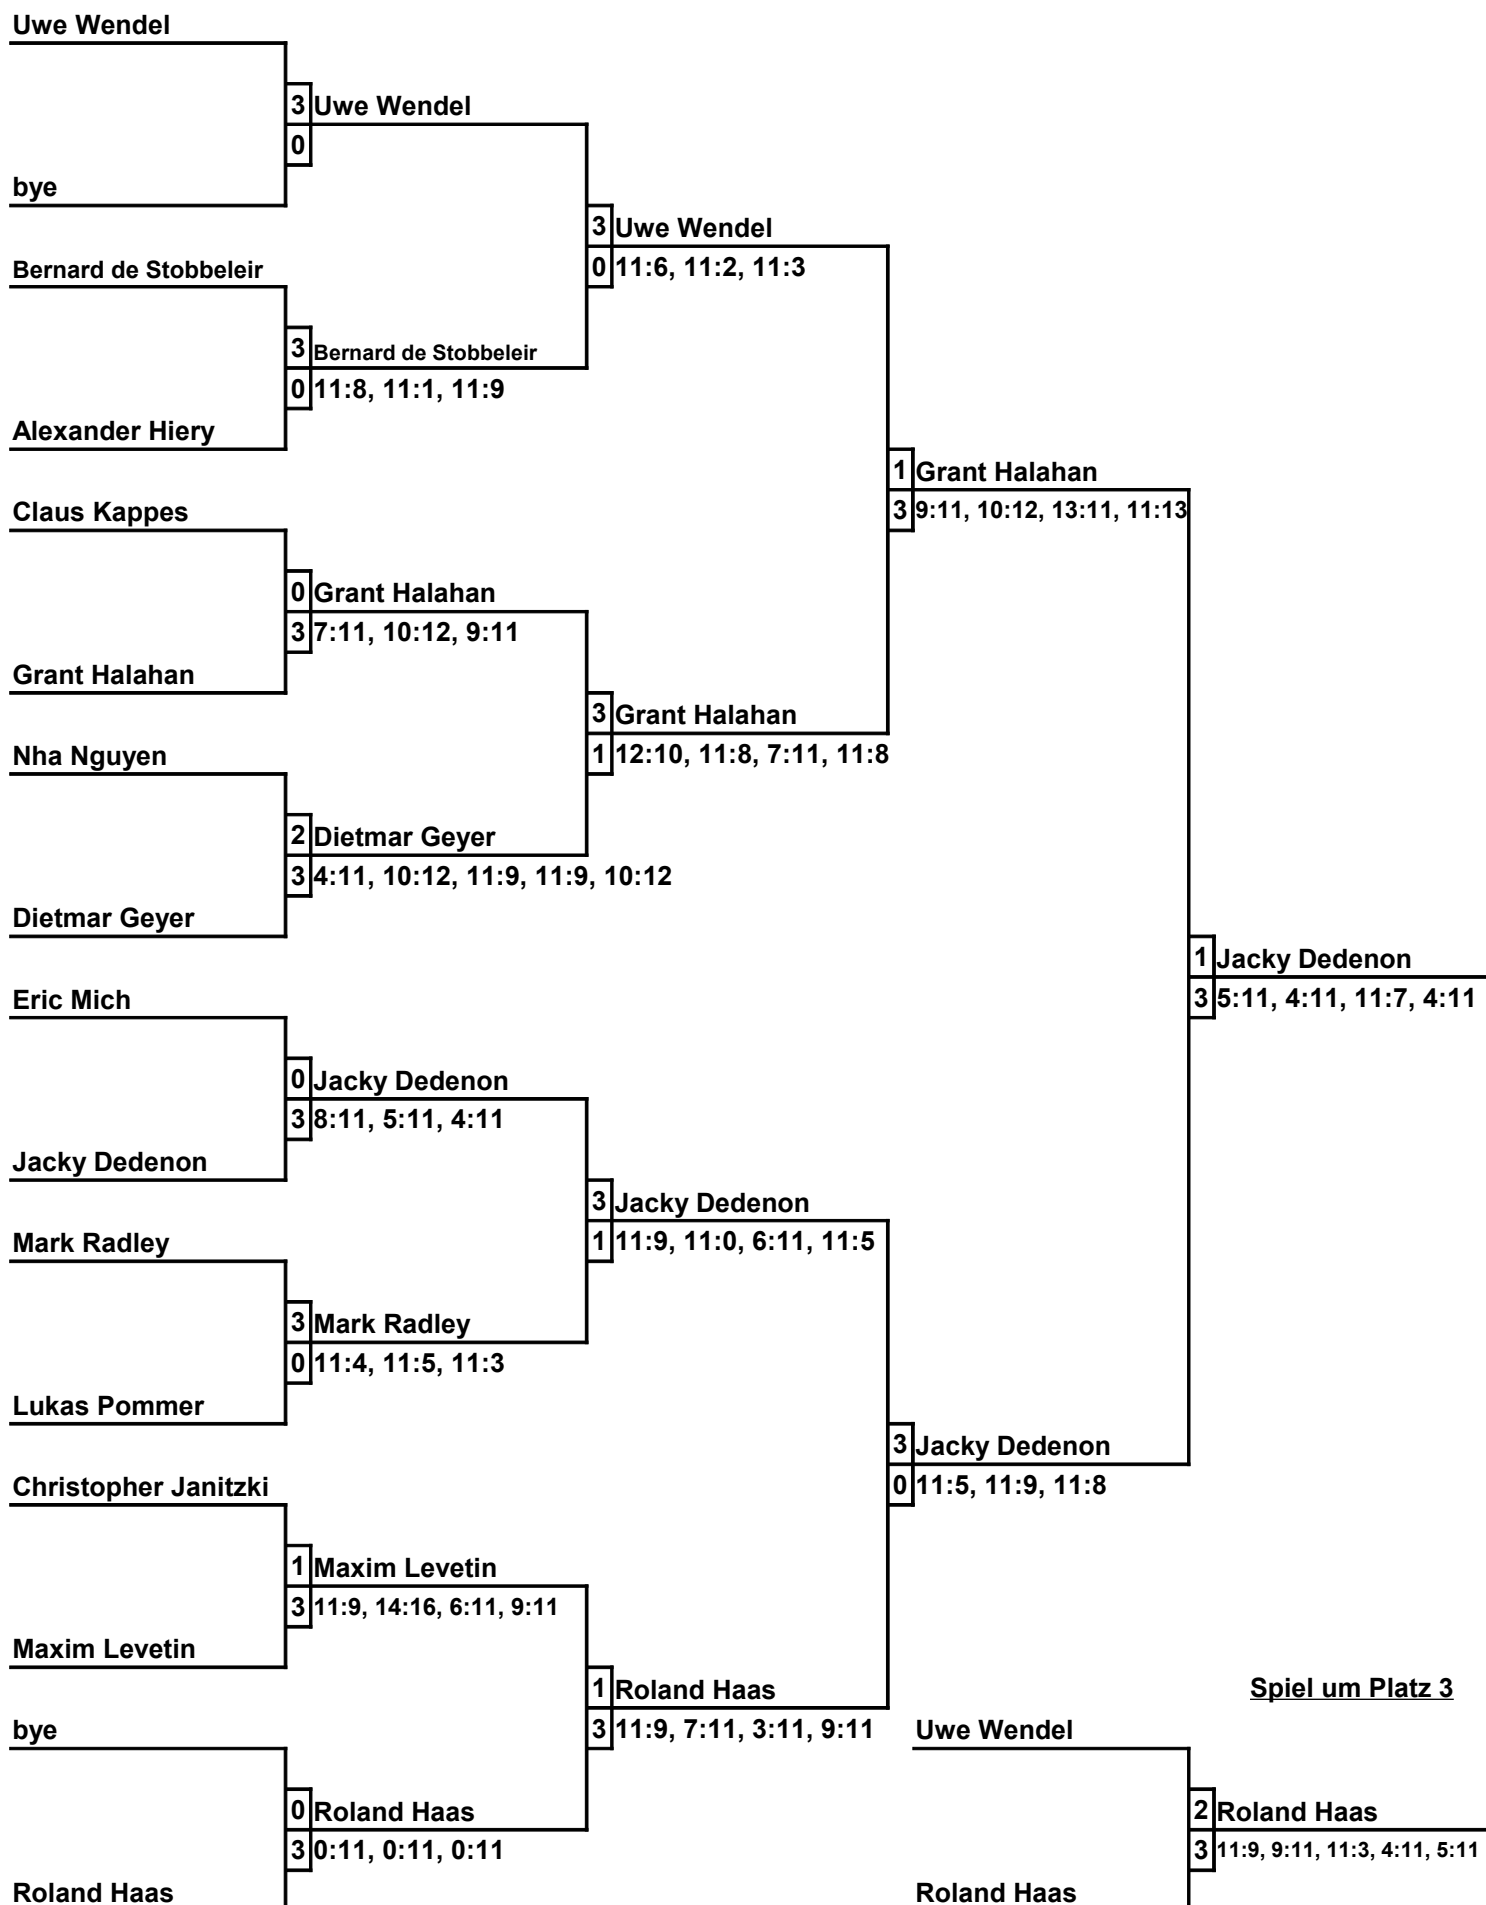 Uwe Wendel
3 Uwe Wendel
0
bye
3 Uwe Wendel
0 11:6, 11:2, 11:3
Bernard de Stobbeleir
3 Bernard de Stobbeleir
0 11:8, 11:1, 11:9
Alexander Hiery
1 Grant Halahan
3 9:11, 10:12, 13:11, 11:13
Claus Kappes
0 Grant Halahan
3 7:11, 10:12, 9:11
Grant Halahan
3 Grant Halahan
1 12:10, 11:8, 7:11, 11:8
Nha Nguyen
2 Dietmar Geyer
3 4:11, 10:12, 11:9, 11:9, 10:12
Dietmar Geyer
1 Jacky Dedenon
3 5:11, 4:11, 11:7, 4:11
Eric Mich
0 Jacky Dedenon
3 8:11, 5:11, 4:11
Jacky Dedenon
3 Jacky Dedenon
1 11:9, 11:0, 6:11, 11:5
Mark Radley
3 Mark Radley
0 11:4, 11:5, 11:3
Lukas Pommer
3 Jacky Dedenon
0 11:5, 11:9, 11:8
Christopher Janitzki
1 Maxim Levetin
3 11:9, 14:16, 6:11, 9:11
Maxim Levetin
1 Roland Haas
3 11:9, 7:11, 3:11, 9:11
bye
0 Roland Haas
3 0:11, 0:11, 0:11
Roland Haas
Spiel um Platz 3
Uwe Wendel
2 Roland Haas
3 11:9, 9:11, 11:3, 4:11, 5:11
Roland Haas